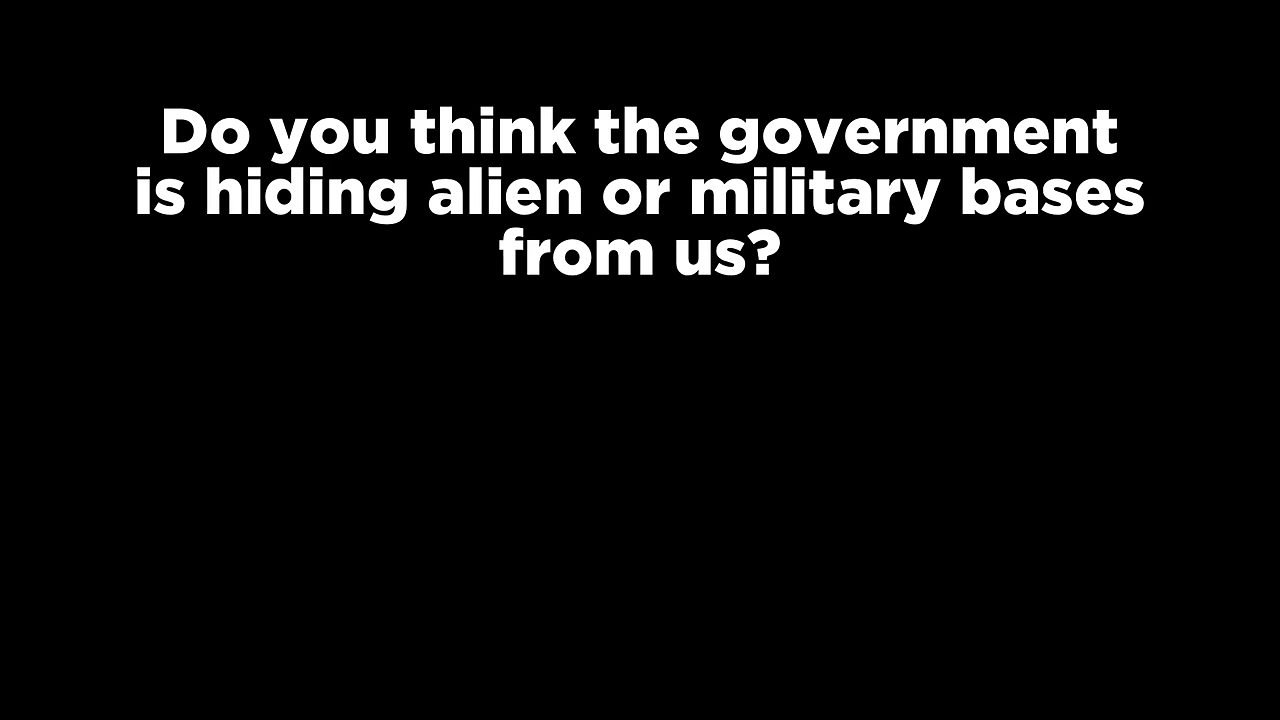 Do you think the government
is hiding alien or military bases
from us?